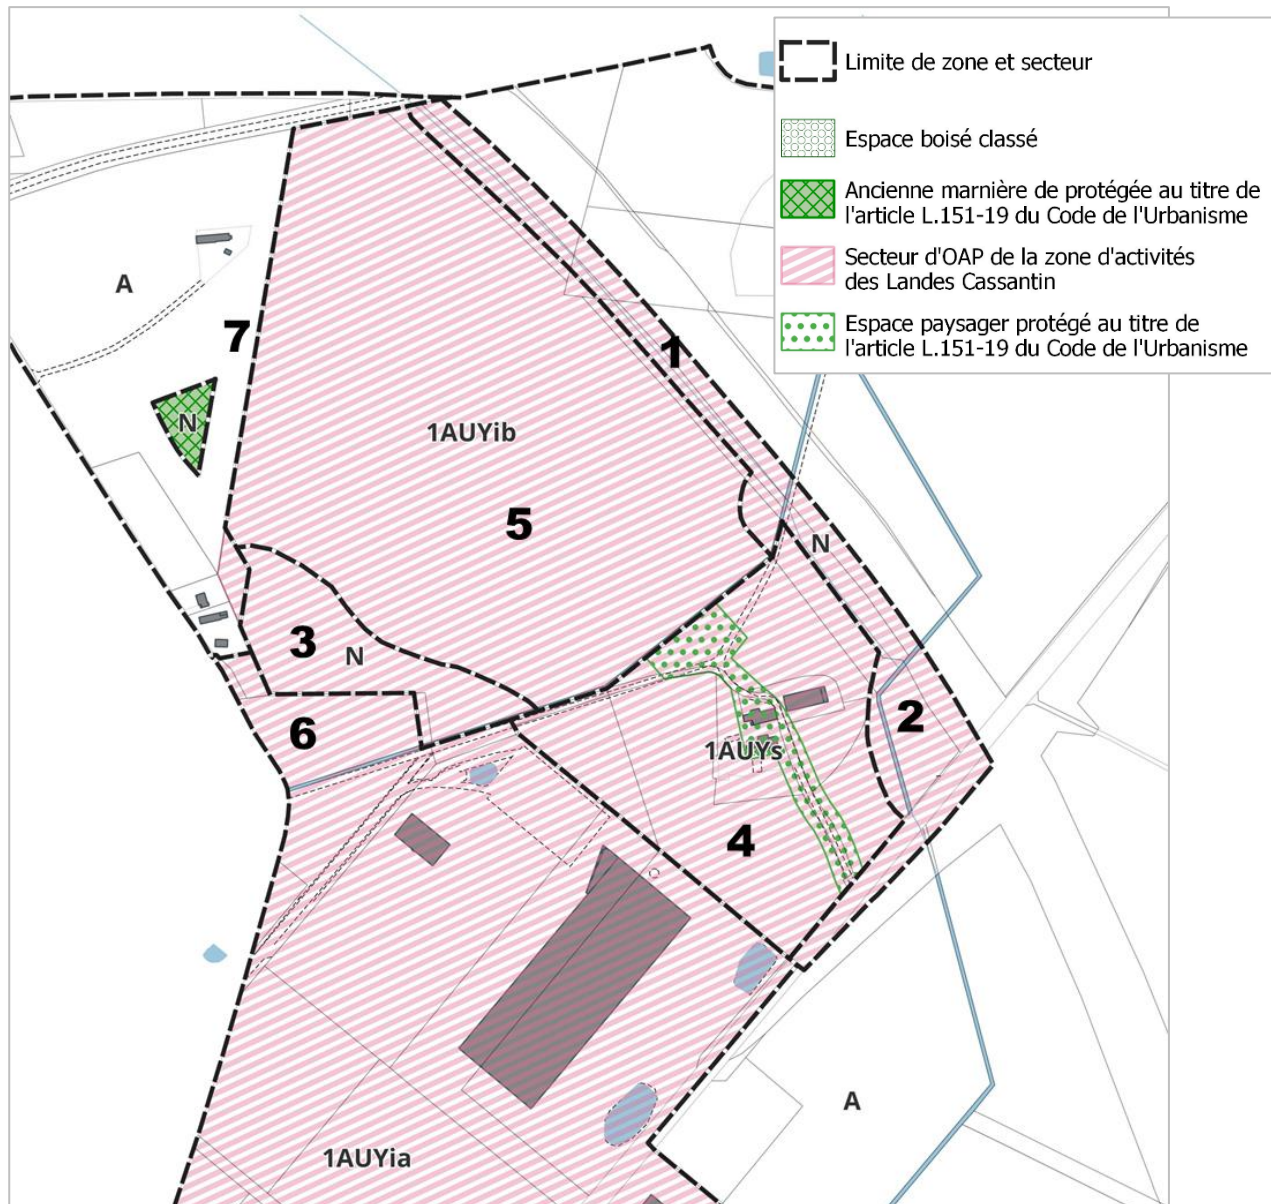 Limite de zone et secteur
Espace boisé classé
Ancienne marnière de protégée au titre de
l'article L.151-19 du Code de l'Urbanisme
Secteur d'OAP de la zone d'activités
des Landes Cassantin
Espace paysager protégé au titre de
l'article L.151-19 du Code de l'Urbanisme
A
7
1
N
1AUYib
5
N
3
N
2
6
1AUYs
4
A
1AUYia